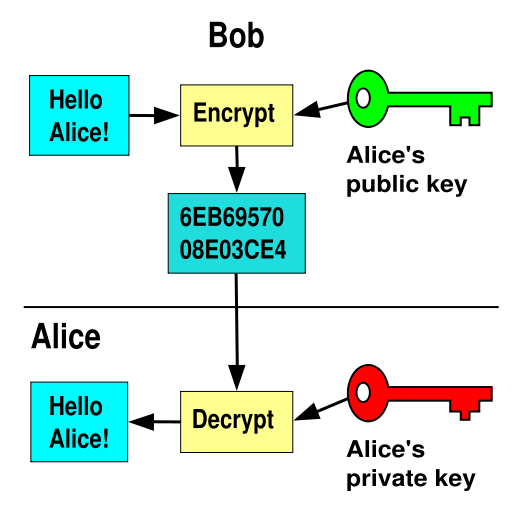 Bob
Hello
Alice!
Encrypt
Alice's
public key
6EB69570
08E03CE4
Alice
Hello
Alice!
Decrypt
Alice's
private key